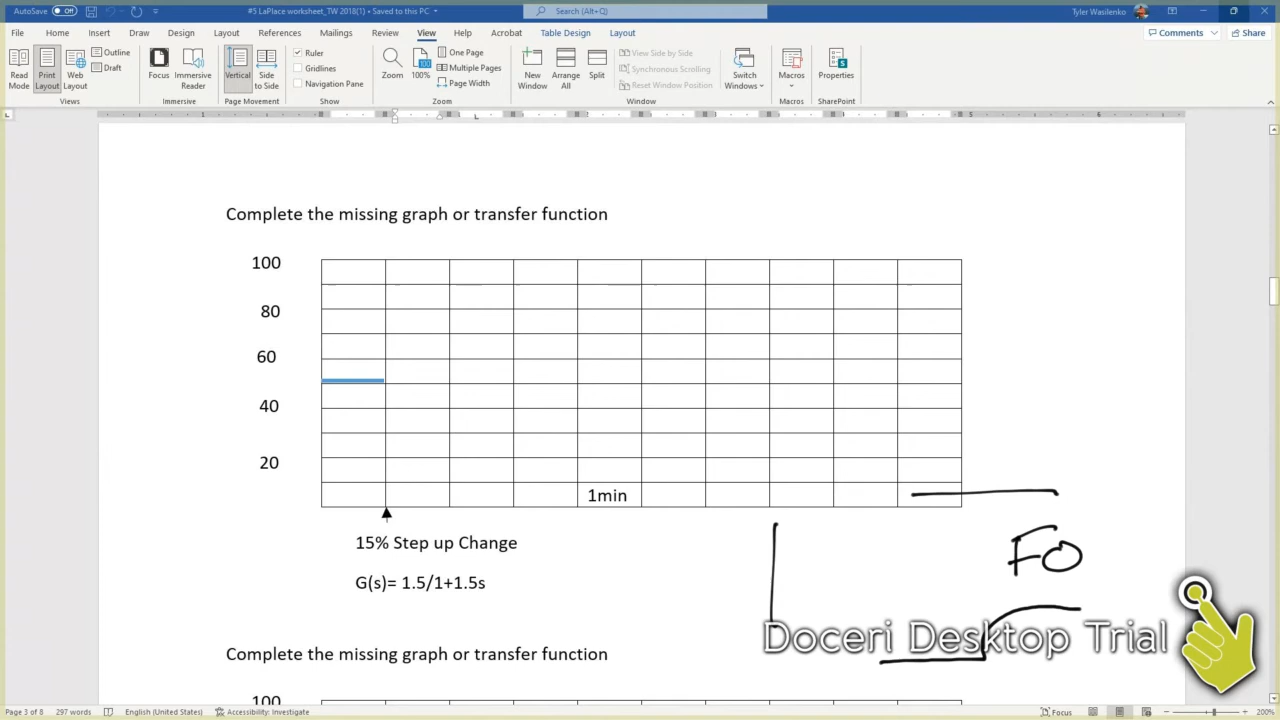 AutoSave Off #5 LaPlace worksheet_TW 2018(1) • Saved to this PC Search (Alt+Q) Tyler Wasilenko
File Home Insert Draw Design Layout References Mailings Review View Help Acrobat Table Design Layout Comments Share
Read Mode Print Layout Web Layout Outline Draft Focus Immersive Reader Vertical Side to Side Ruler Gridlines Navigation Pane Zoom 100 100% One Page Multiple Pages Page Width New Window Arrange All Split View Side by Side Synchronous Scrolling Reset Window Position Switch Windows Macros Properties
Views Immersive Page Movement Show Zoom Window Macros SharePoint
1 5 6
Complete the missing graph or transfer function
100
80
60
40
20
1min
15% Step up Change
G(s)= 1.5/1+1.5s
FO
Doceri Desktop Trial
Complete the missing graph or transfer function
100
Page 3 of 8 297 words English (United States) Accessibility: Investigate Focus 200%